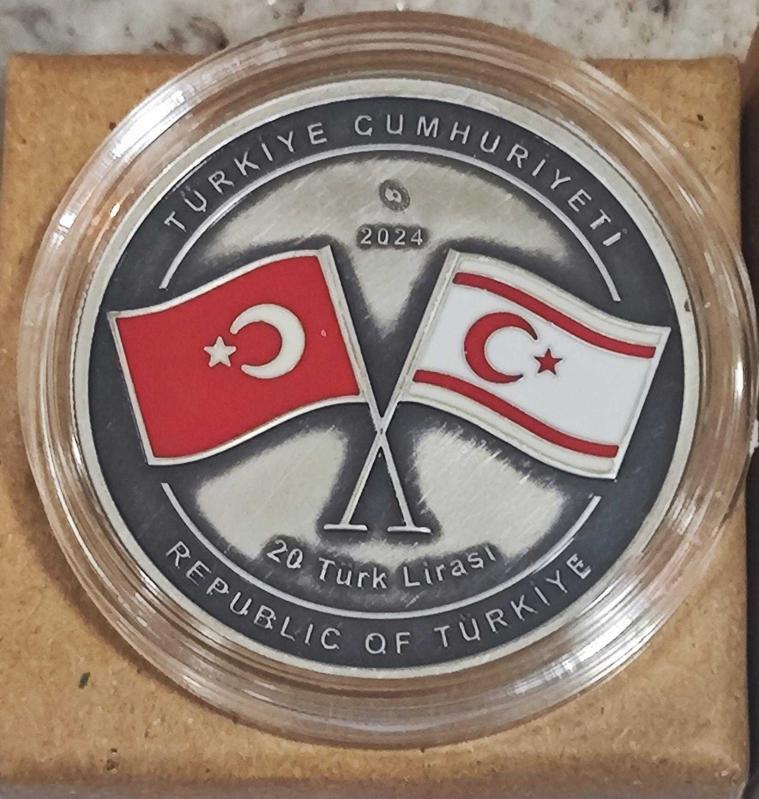 TÜRKİYE CUMHURİYETİ
2024
20 Türk Lirası
REPUBLIC OF TÜRKİYE